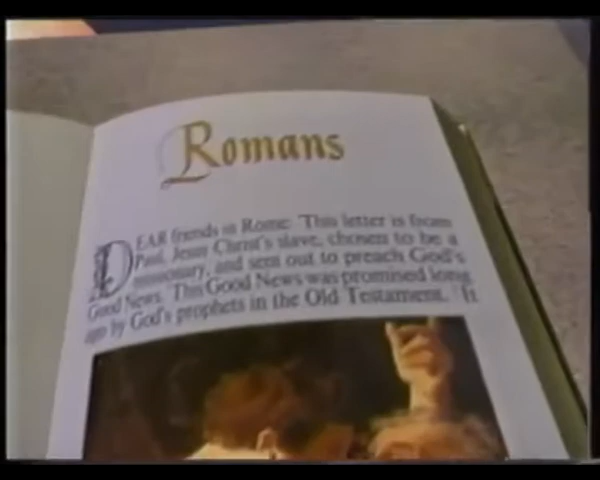 Romans
DEAR friends in Rome: This letter is from
Paul, Jesus Christ's slave, chosen to be a
missionary, and sent out to preach God's
Good News. This Good News was promised long
ago by God's prophets in the Old Testament. It